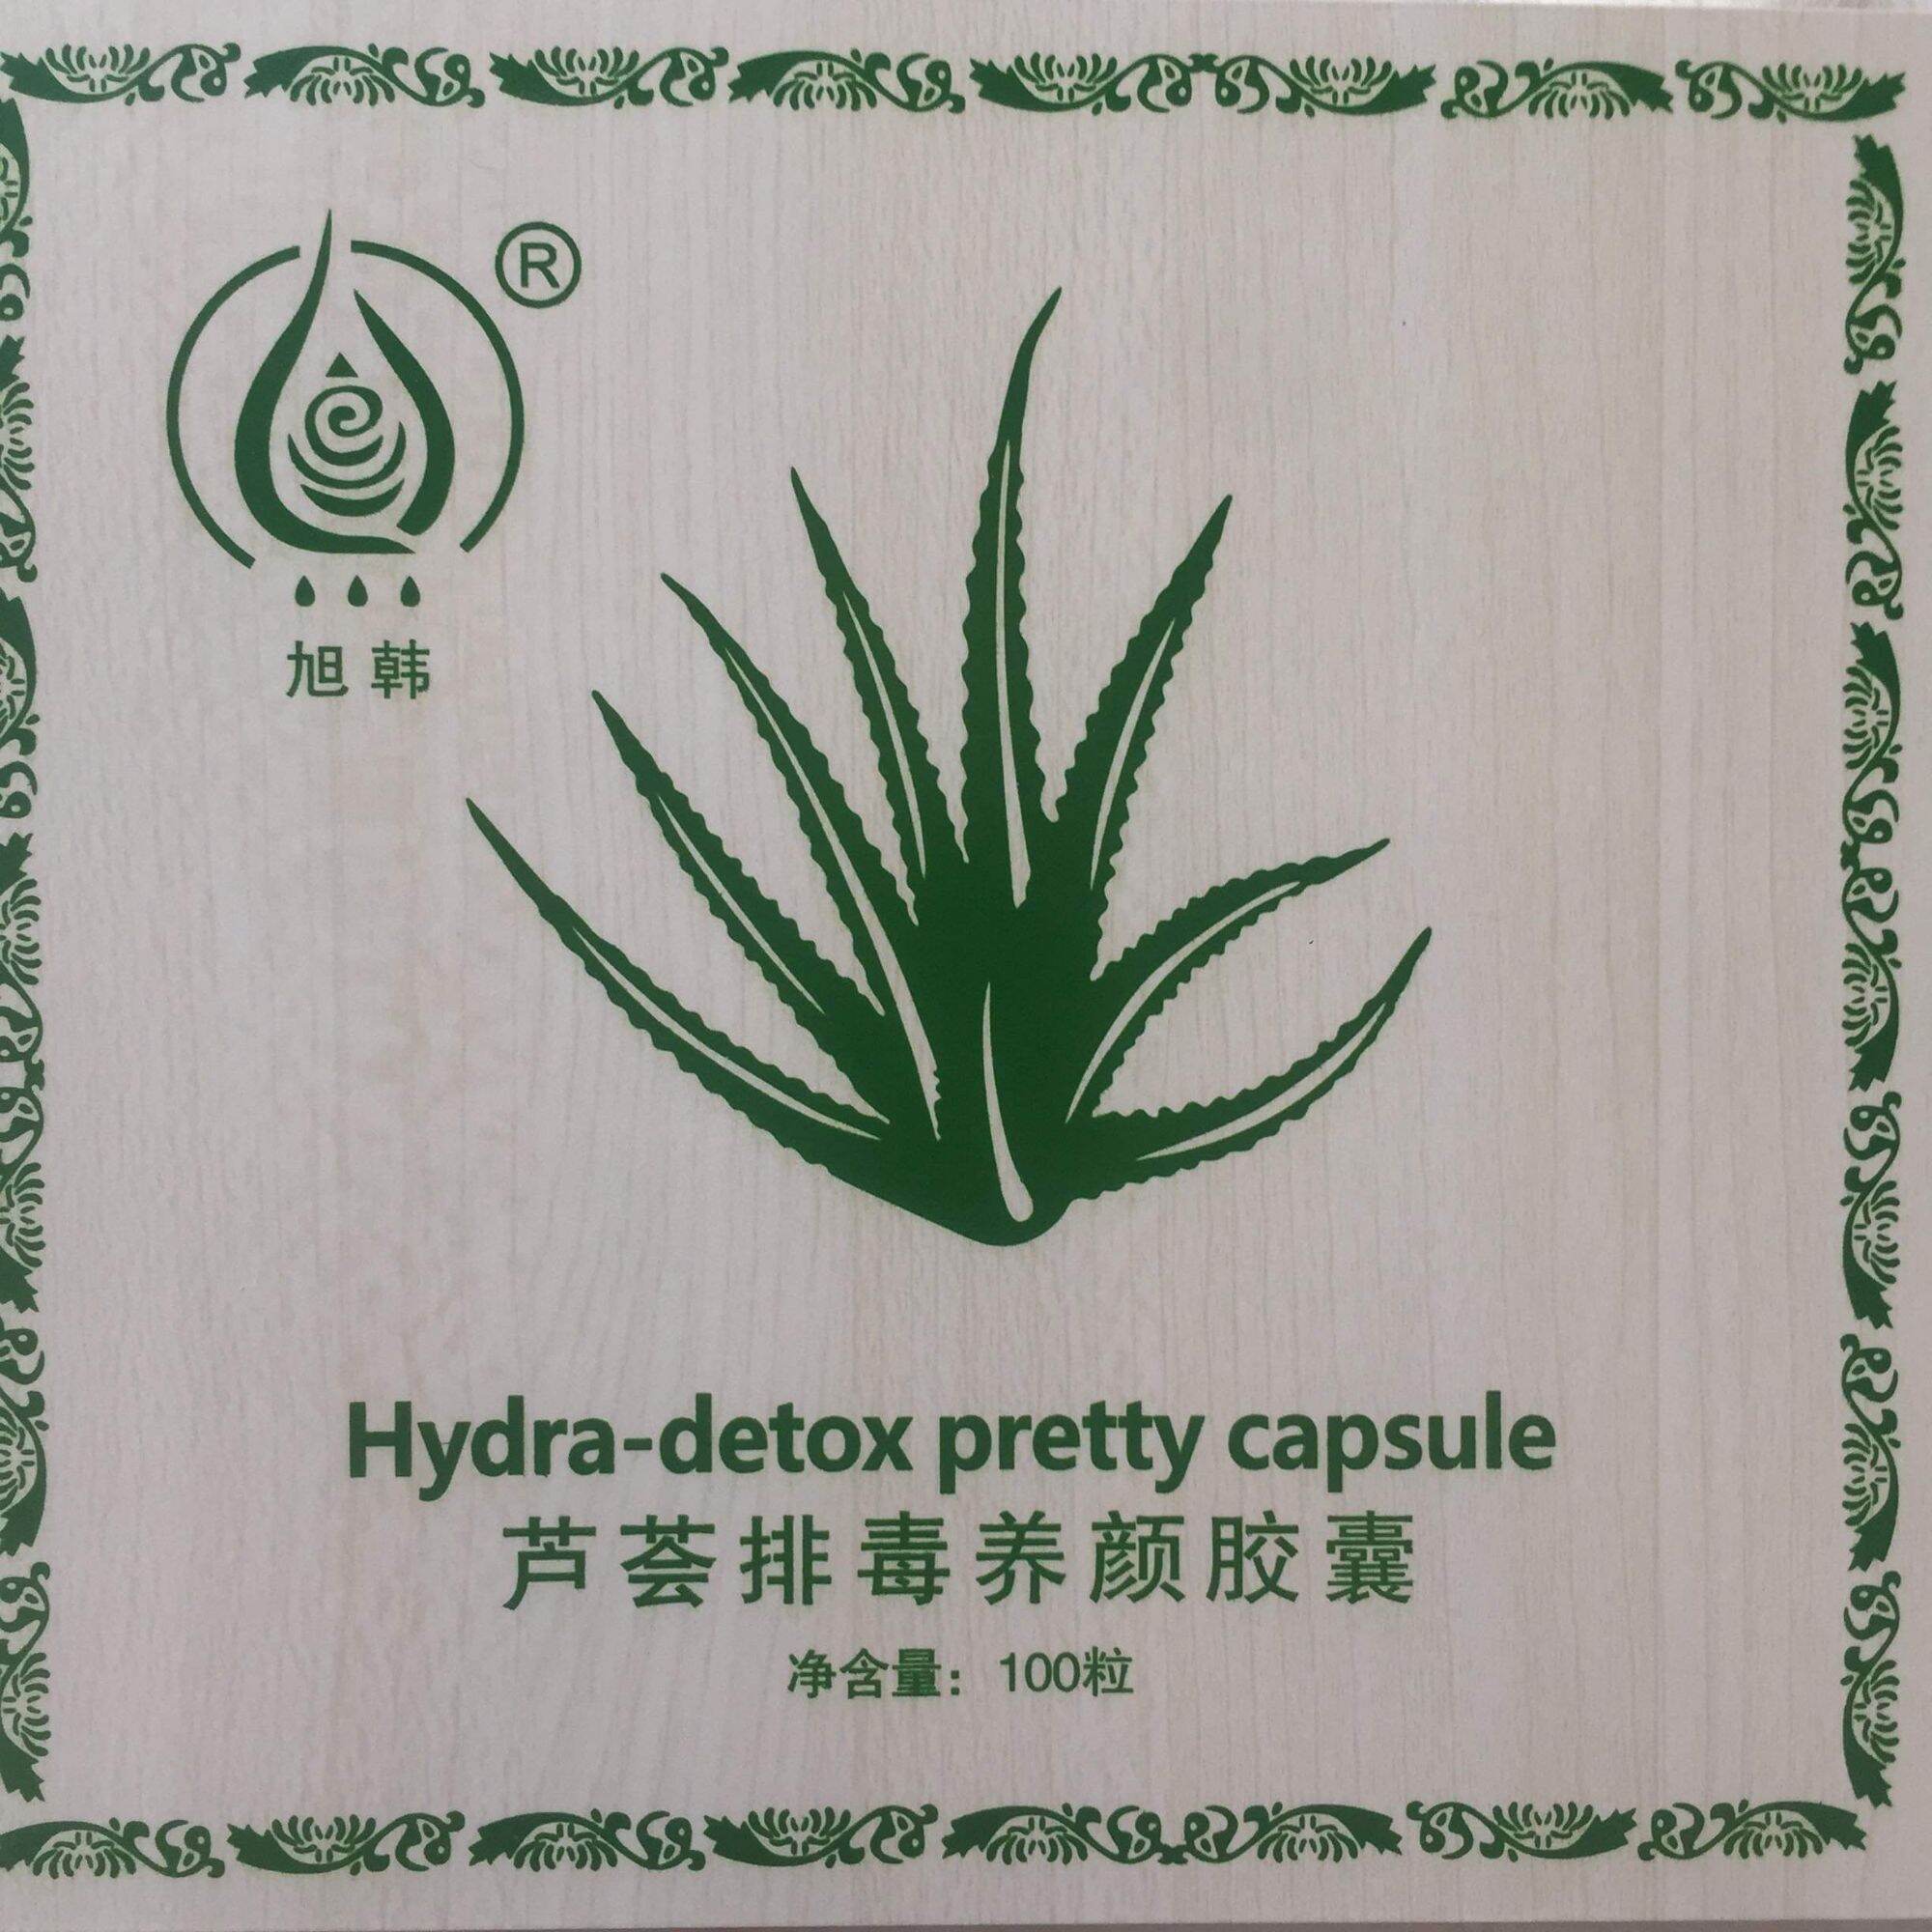 ®
旭韩
Hydra-detox pretty capsule
芦荟排毒养颜胶囊
净含量：100粒